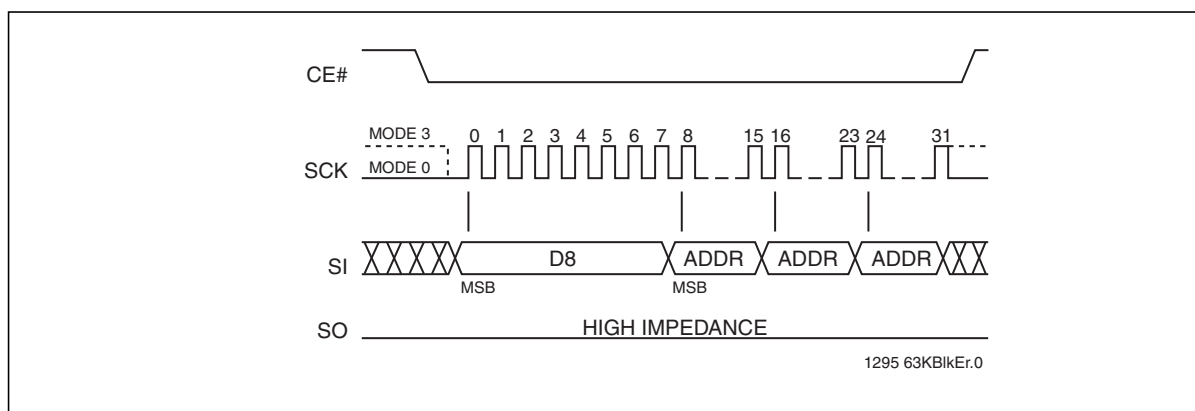 CE#
MODE 3
0 1 2 3 4 5 6 7 8 15 16 23 24 31
SCK
MODE 0
SI
D8 ADDR ADDR ADDR
MSB MSB
SO
HIGH IMPEDANCE
1295 63KBlkEr.0